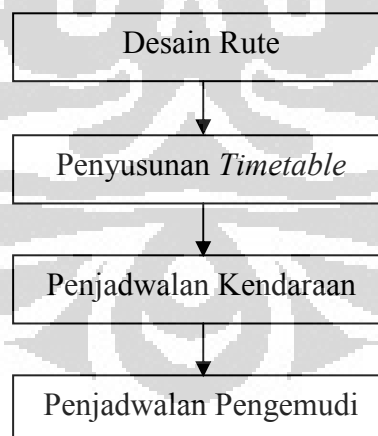 Desain Rute
Penyusunan Timetable
Penjadwalan Kendaraan
Penjadwalan Pengemudi